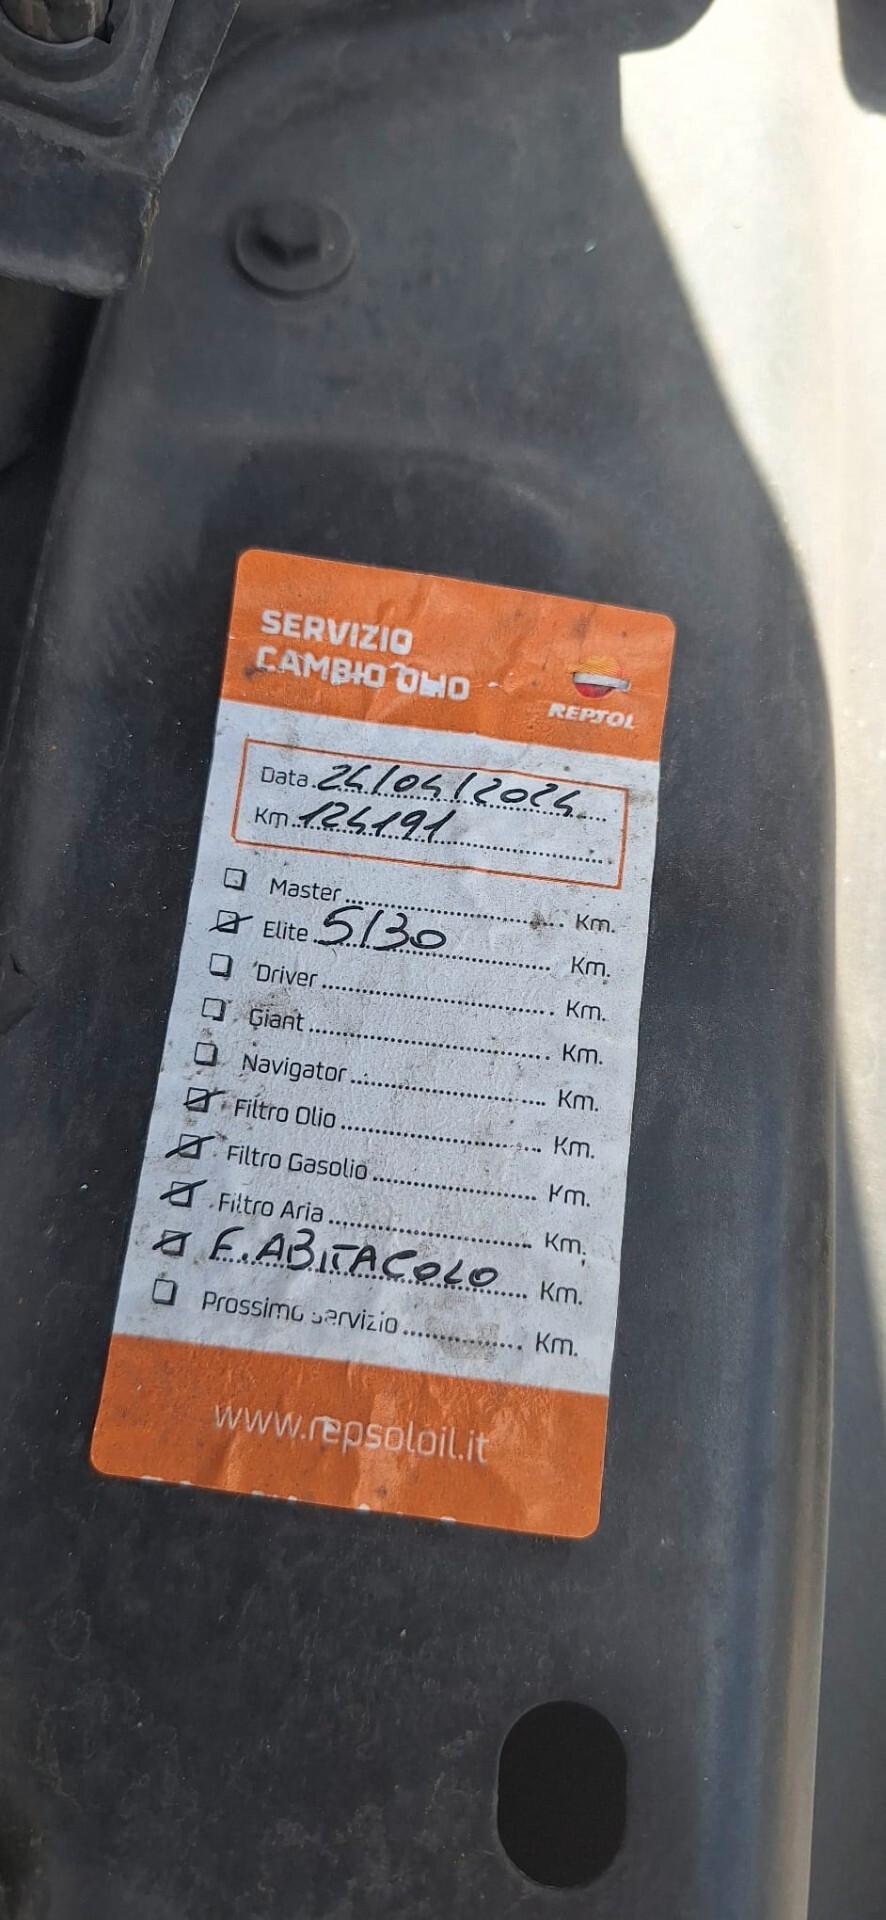 SERVIZIO
CAMBIO OLIO
REPSOL
Data 24/04/2024
Km 124191
Master Km.
Elite 5/30 Km.
Driver Km.
Giant Km.
Navigator Km.
Filtro Olio Km.
Filtro Gasolio Km.
Filtro Aria Km.
F. ABITACOLO Km.
Prossimo servizio Km.
www.repsoloil.it